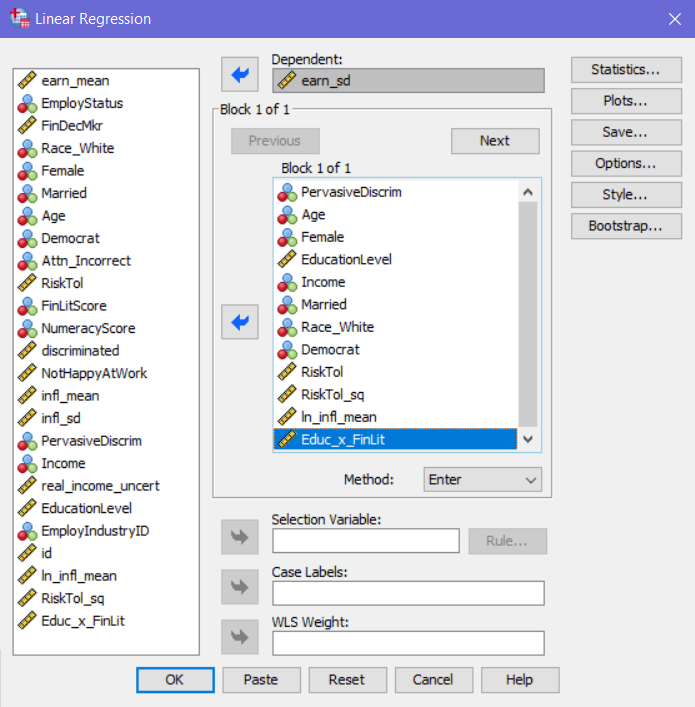 Linear Regression
earn_mean
EmployStatus
FinDecMkr
Race_White
Female
Married
Age
Democrat
Attn_Incorrect
RiskTol
FinLitScore
NumeracyScore
discriminated
NotHappyAtWork
infl_mean
infl_sd
PervasiveDiscrim
Income
real_income_uncert
EducationLevel
EmployIndustryID
id
ln_infl_mean
RiskTol_sq
Educ_x_FinLit
Dependent:
earn_sd
Block 1 of 1
Previous
Next
Block 1 of 1
PervasiveDiscrim
Age
Female
EducationLevel
Income
Married
Race_White
Democrat
RiskTol
RiskTol_sq
ln_infl_mean
Educ_x_FinLit
Method:
Enter
Selection Variable:
Rule...
Case Labels:
WLS Weight:
Statistics...
Plots...
Save...
Options...
Style...
Bootstrap...
OK
Paste
Reset
Cancel
Help